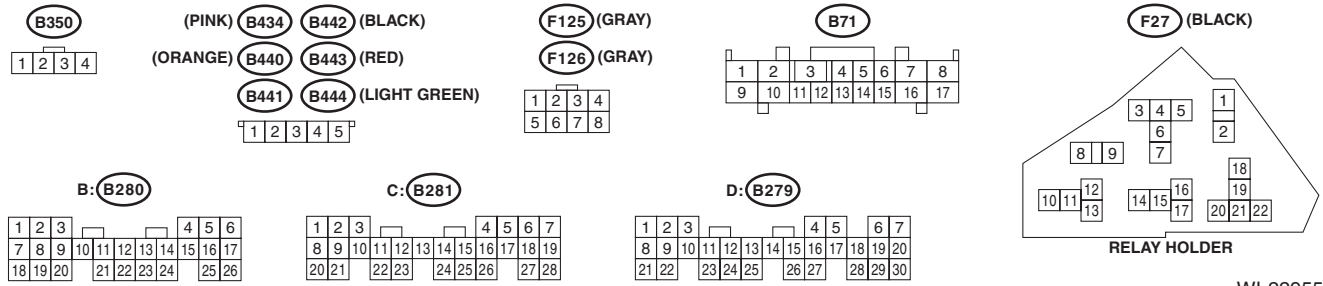 B350
(PINK) B434 B442 (BLACK)
F125 (GRAY)
B71
F27 (BLACK)
(ORANGE) B440 B443 (RED)
F126 (GRAY)
B441 B444 (LIGHT GREEN)
1 2 3 4
1 2 3 4 5
1 2 3 4
5 6 7 8
1 2 3 4 5 6 7 8
9 10 11 12 13 14 15 16 17
1
3 4 5
2
6
7
8 9
18
12
16
19
10 11
13
14 15
17
20 21 22
RELAY HOLDER
B: B280
1 2 3 4 5 6
7 8 9 10 11 12 13 14 15 16 17
18 19 20 21 22 23 24 25 26
C: B281
1 2 3 4 5 6 7
8 9 10 11 12 13 14 15 16 17 18 19
20 21 22 23 24 25 26 27 28
D: B279
1 2 3 4 5 6 7
8 9 10 11 12 13 14 15 16 17 18 19 20
21 22 23 24 25 26 27 28 29 30